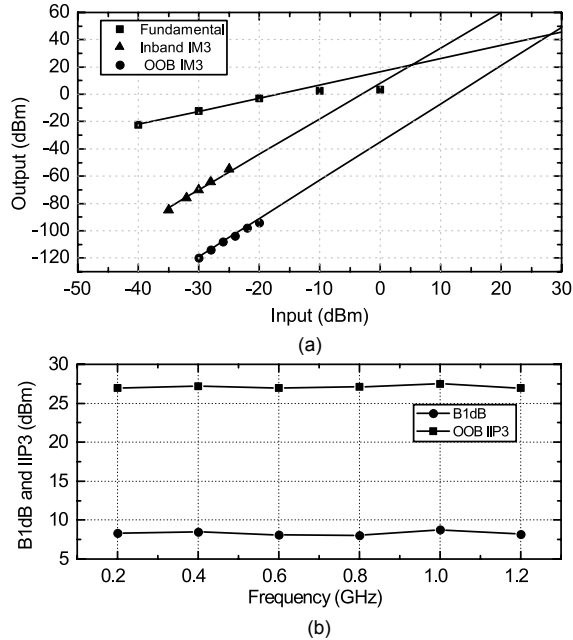 60
40
20
0
-20
-40
-60
-80
-100
-120
Output (dBm)
Fundamental
Inband IM3
OOB IM3
-50 -40 -30 -20 -10 0 10 20 30
Input (dBm)
(a)
30
25
20
15
10
5
B1dB and IIP3 (dBm)
B1dB
OOB IIP3
0.2 0.4 0.6 0.8 1.0 1.2
Frequency (GHz)
(b)